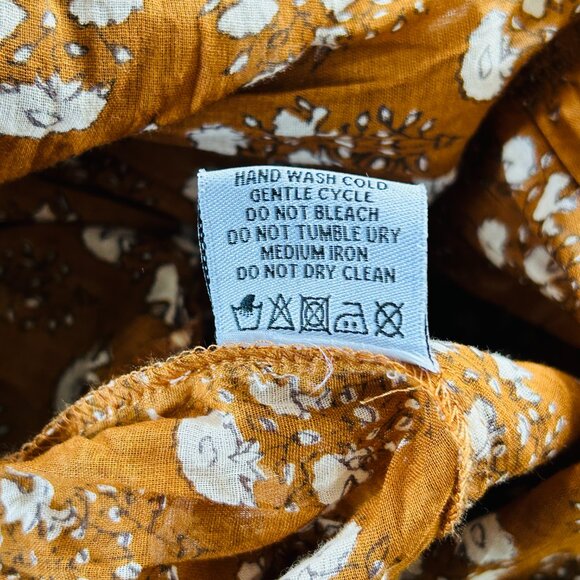 HAND WASH COLD
GENTLE CYCLE
DO NOT BLEACH
DO NOT TUMBLE DRY
MEDIUM IRON
DO NOT DRY CLEAN